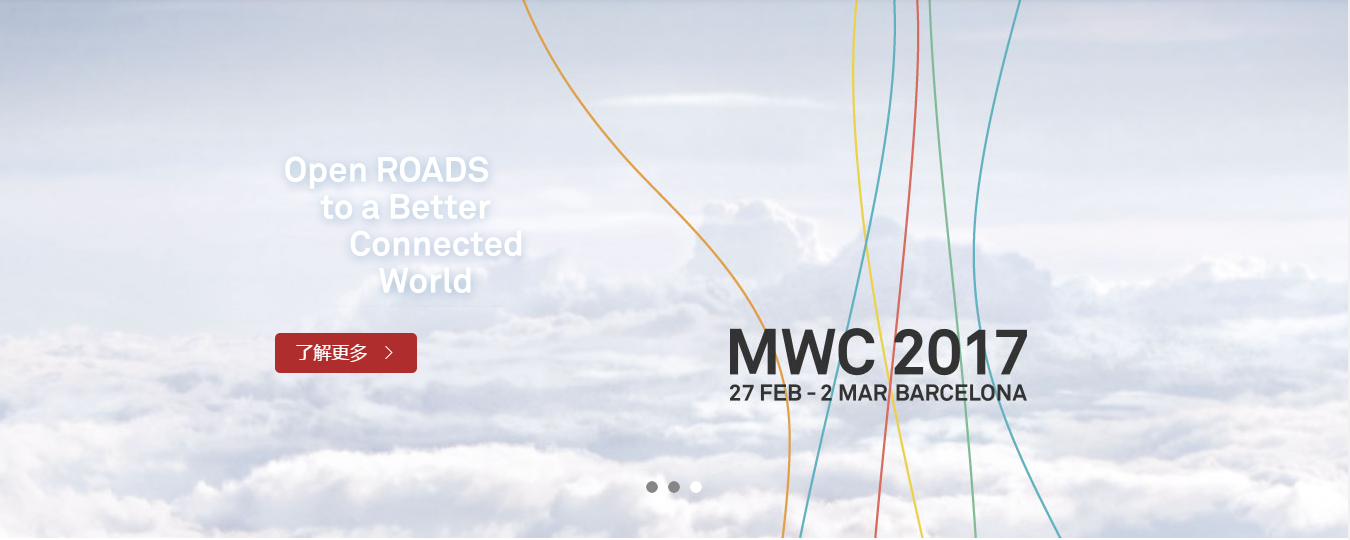 Open ROADS
to a Better
Connected
World
了解更多
MWC 2017
27 FEB - 2 MAR BARCELONA